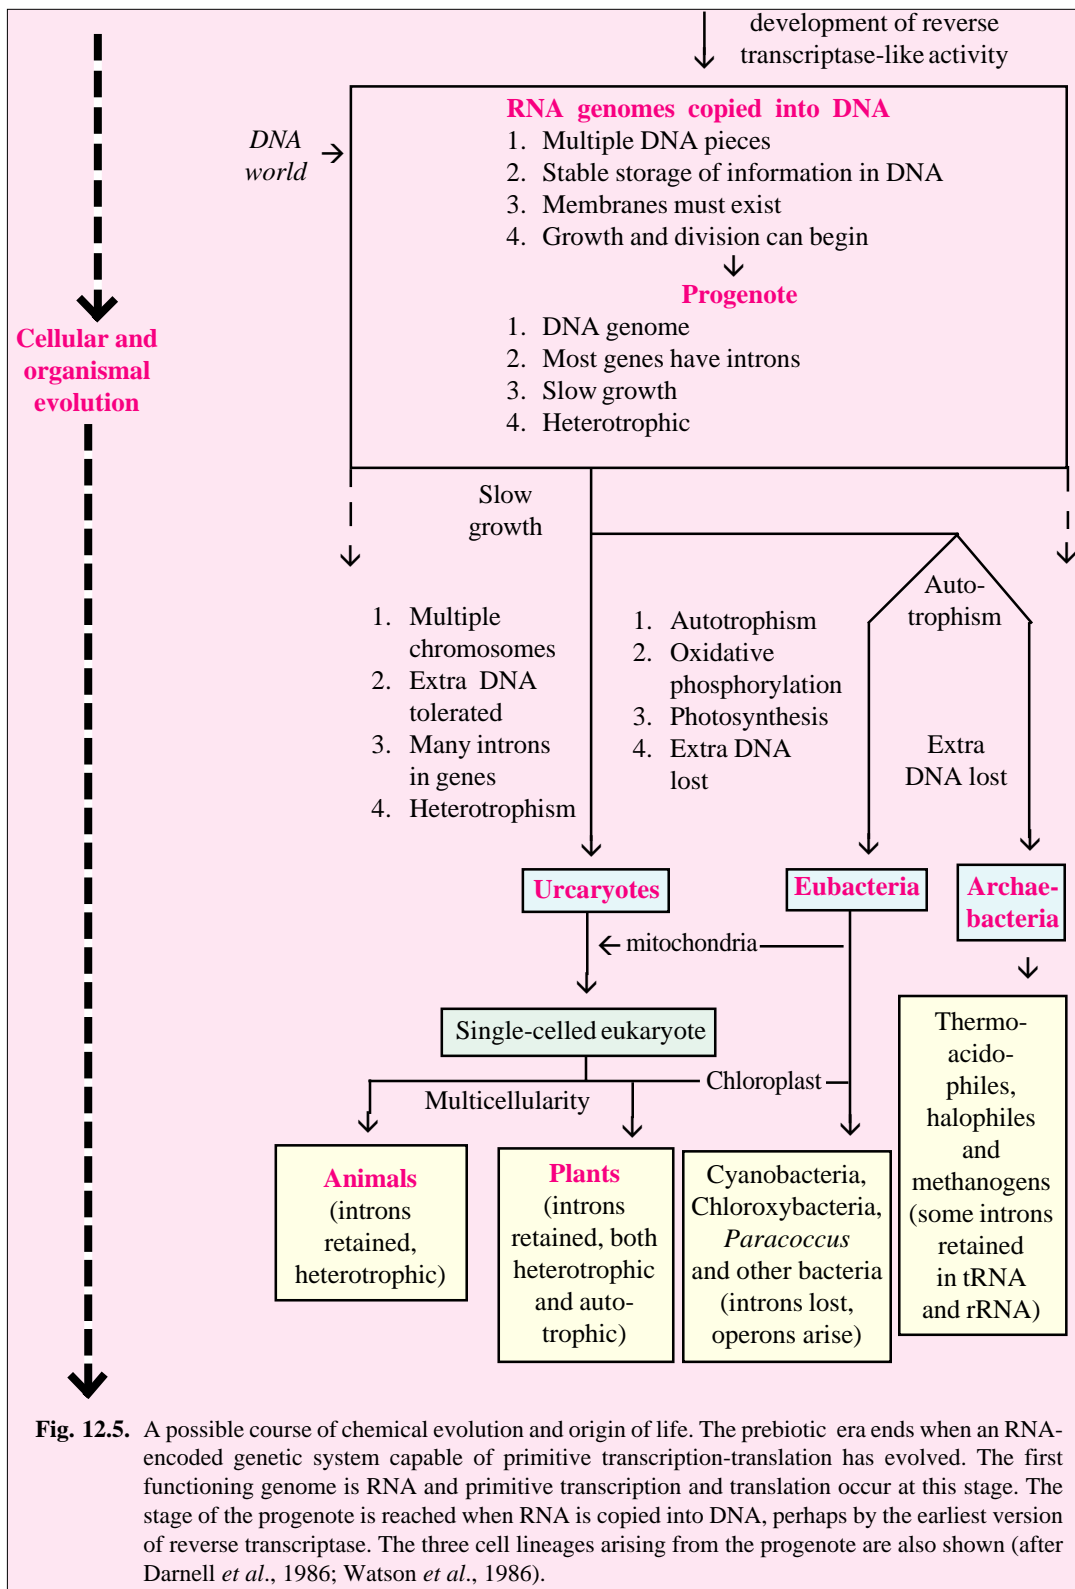 development of reverse
transcriptase-like activity
RNA genomes copied into DNA
1. Multiple DNA pieces
2. Stable storage of information in DNA
3. Membranes must exist
4. Growth and division can begin
DNA
world
Progenote
1. DNA genome
2. Most genes have introns
3. Slow growth
4. Heterotrophic
Cellular and
organismal
evolution
Slow
growth
Auto-
trophism
1. Multiple
chromosomes
2. Extra DNA
tolerated
3. Many introns
in genes
4. Heterotrophism
1. Autotrophism
2. Oxidative
phosphorylation
3. Photosynthesis
4. Extra DNA
lost
Extra
DNA lost
Urcaryotes
Eubacteria
Archae-
bacteria
mitochondria
Single-celled eukaryote
Chloroplast
Multicellularity
Animals
(introns
retained,
heterotrophic)
Plants
(introns
retained, both
heterotrophic
and auto-
trophic)
Cyanobacteria,
Chloroxybacteria,
Paracoccus
and other bacteria
(introns lost,
operons arise)
Thermo-
acido-
philes,
halophiles
and
methanogens
(some introns
retained
in tRNA
and rRNA)
Fig. 12.5. A possible course of chemical evolution and origin of life. The prebiotic era ends when an RNA-
encoded genetic system capable of primitive transcription-translation has evolved. The first
functioning genome is RNA and primitive transcription and translation occur at this stage. The
stage of the progenote is reached when RNA is copied into DNA, perhaps by the earliest version
of reverse transcriptase. The three cell lineages arising from the progenote are also shown (after
Darnell et al., 1986; Watson et al., 1986).